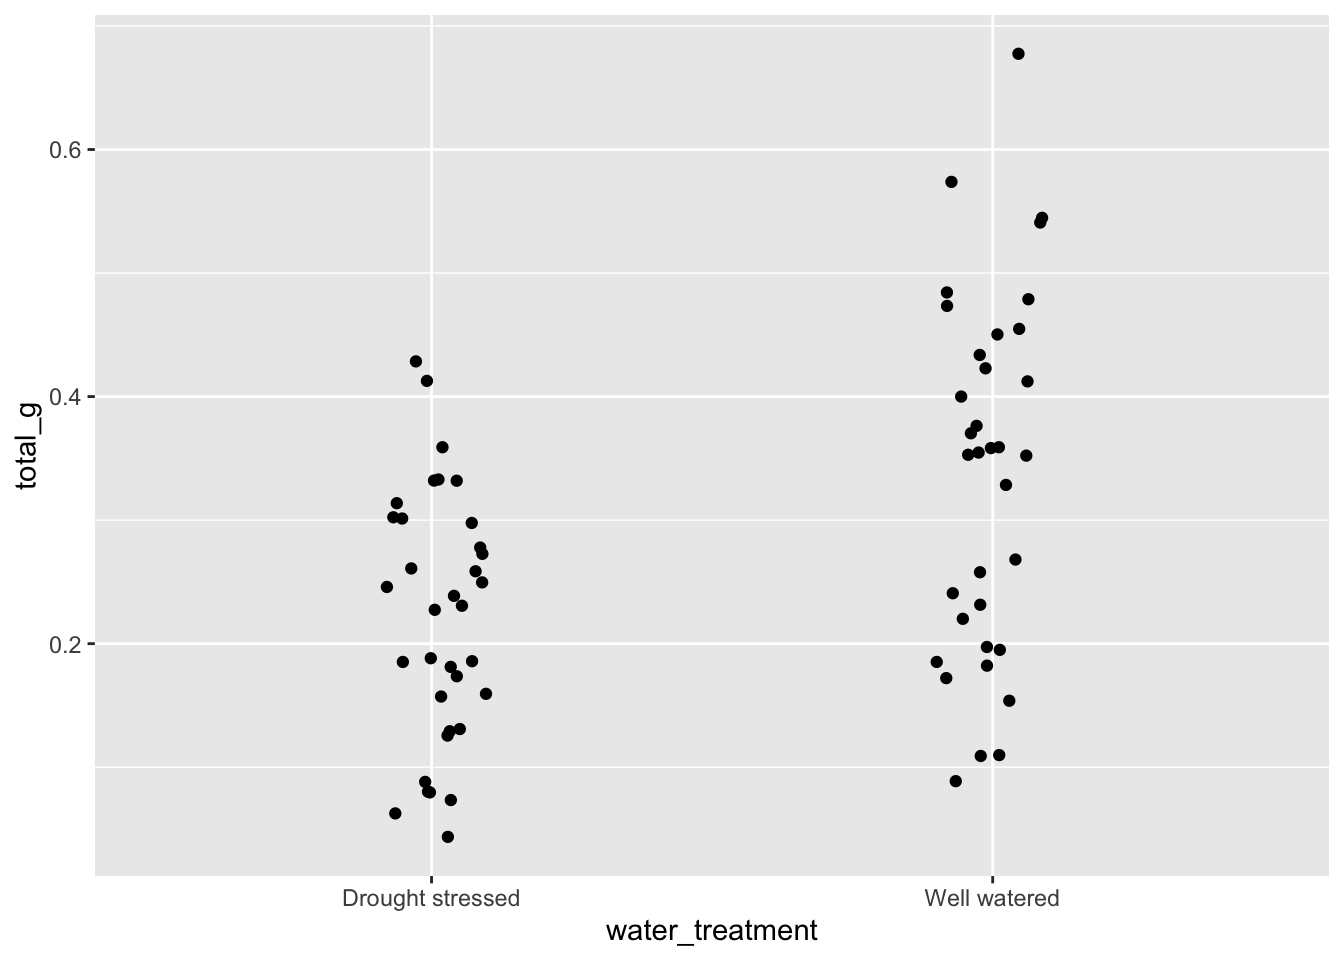 0.6
0.4
0.2
total_g
Drought stressed
Well watered
water_treatment